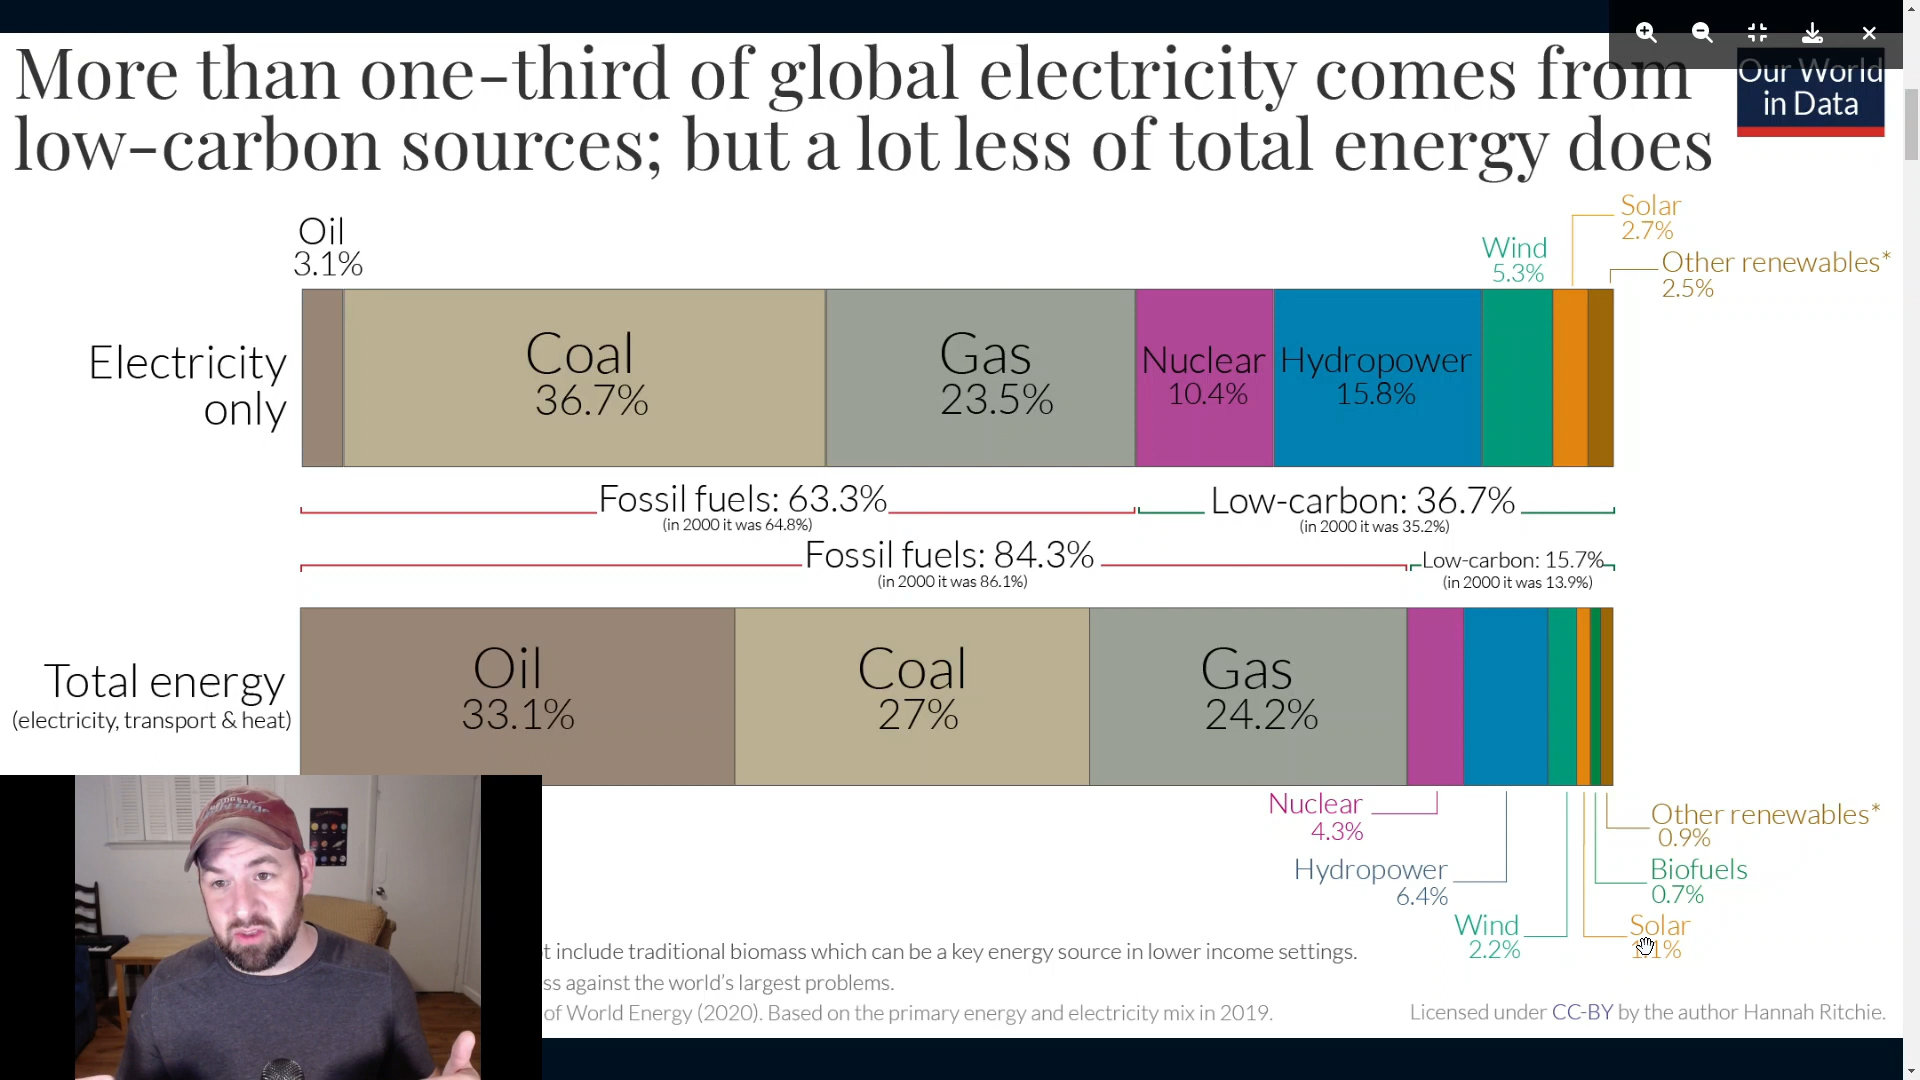 More than one-third of global electricity comes from
low-carbon sources; but a lot less of total energy does
Our World
in Data
Oil
3.1%
Wind
5.3%
Solar
2.7%
Other renewables*
2.5%
Electricity
only
Coal
36.7%
Gas
23.5%
Nuclear
10.4%
Hydropower
15.8%
Fossil fuels: 63.3%
(in 2000 it was 64.8%)
Low-carbon: 36.7%
(in 2000 it was 35.2%)
Fossil fuels: 84.3%
(in 2000 it was 86.1%)
Low-carbon: 15.7%
(in 2000 it was 13.9%)
Total energy
(electricity, transport & heat)
Oil
33.1%
Coal
27%
Gas
24.2%
Nuclear
4.3%
Hydropower
6.4%
Wind
2.2%
Other renewables*
0.9%
Biofuels
0.7%
Solar
1.1%
include traditional biomass which can be a key energy source in lower income settings.
against the world's largest problems.
of World Energy (2020). Based on the primary energy and electricity mix in 2019.
Licensed under CC-BY by the author Hannah Ritchie.